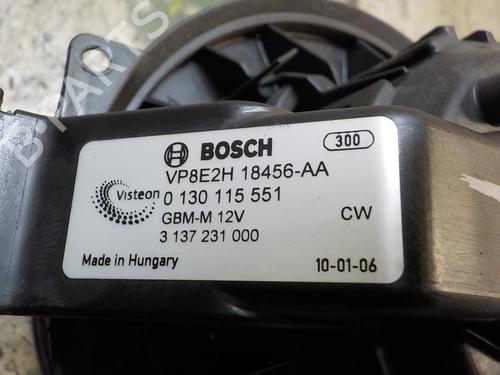 B-PARTS
BOSCH
300
VP8E2H 18456-AA
Visteon
0 130 115 551
GBM-M 12V
CW
3 137 231 000
Made in Hungary
10-01-06